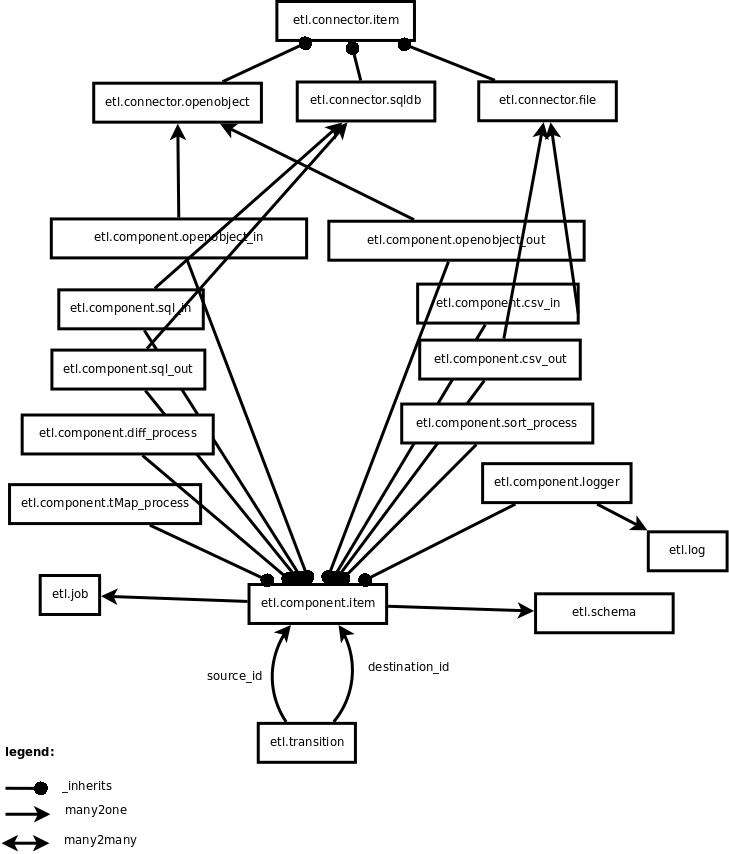 etl.connector.item
etl.connector.openobject
etl.connector.sqldb
etl.connector.file
etl.component.openobject_in
etl.component.openobject_out
etl.component.sql_in
etl.component.csv_in
etl.component.sql_out
etl.component.csv_out
etl.component.diff_process
etl.component.sort_process
etl.component.tMap_process
etl.component.logger
etl.log
etl.job
etl.component.item
etl.schema
source_id
destination_id
etl.transition
legend:
_inherits
many2one
many2many